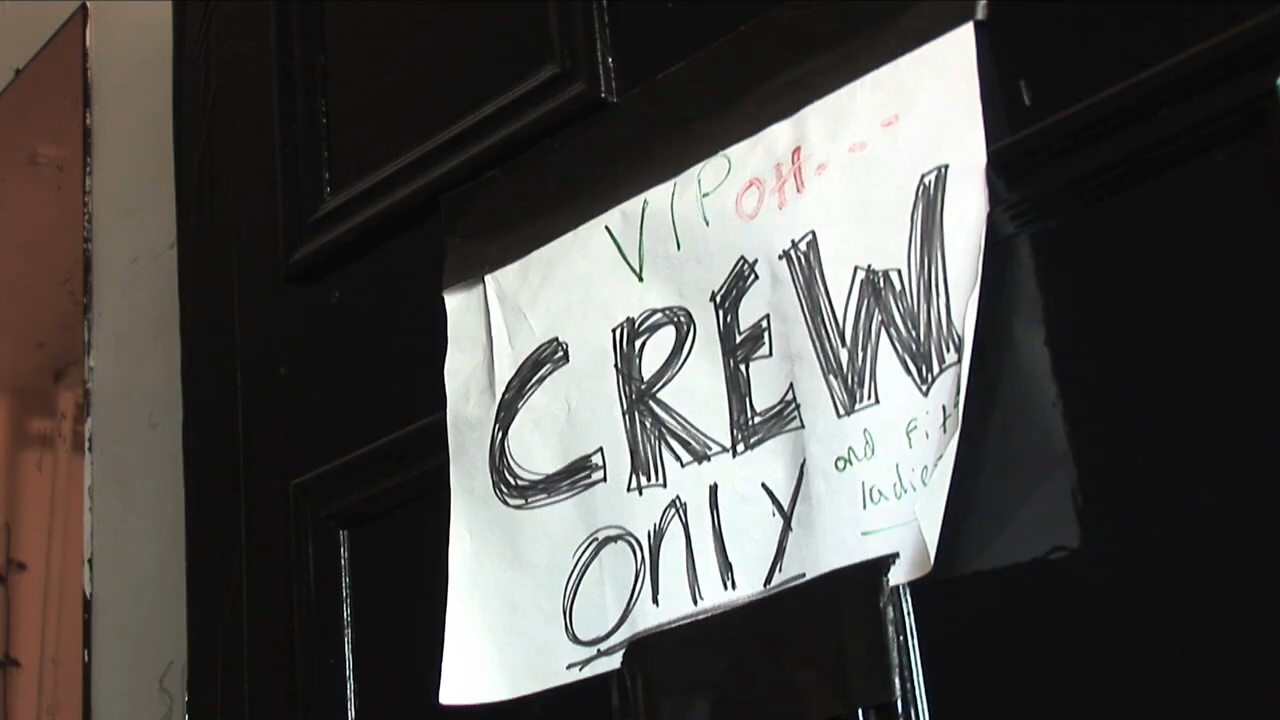 VIP OH....
CREW
and fit
ladies
only